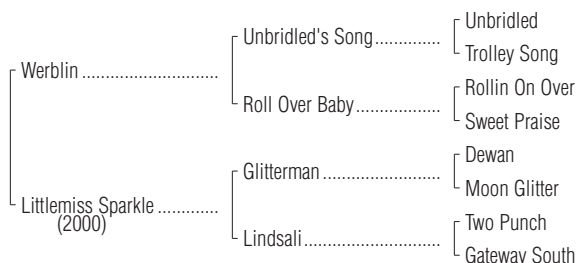 Unbridled
Unbridled's Song..............
Trolley Song
Werblin .............................
Rollin On Over
Roll Over Baby..................
Sweet Praise
Dewan
Glitterman .........................
Moon Glitter
Littlemiss Sparkle .............
(2000)
Two Punch
Lindsali.............................
Gateway South